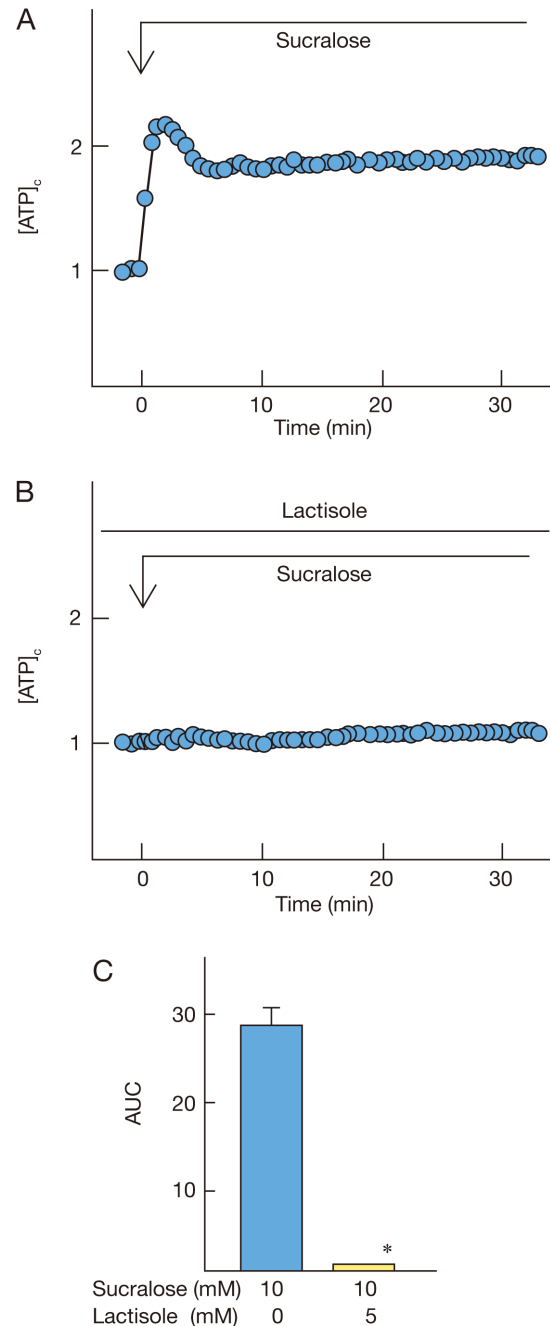 A
Sucralose
2
1
[ATP]c
0 10 20 30
Time (min)
B
Lactisole
Sucralose
2
1
[ATP]c
0 10 20 30
Time (min)
C
30
20
10
AUC
*
Sucralose (mM) 10 10
Lactisole (mM) 0 5